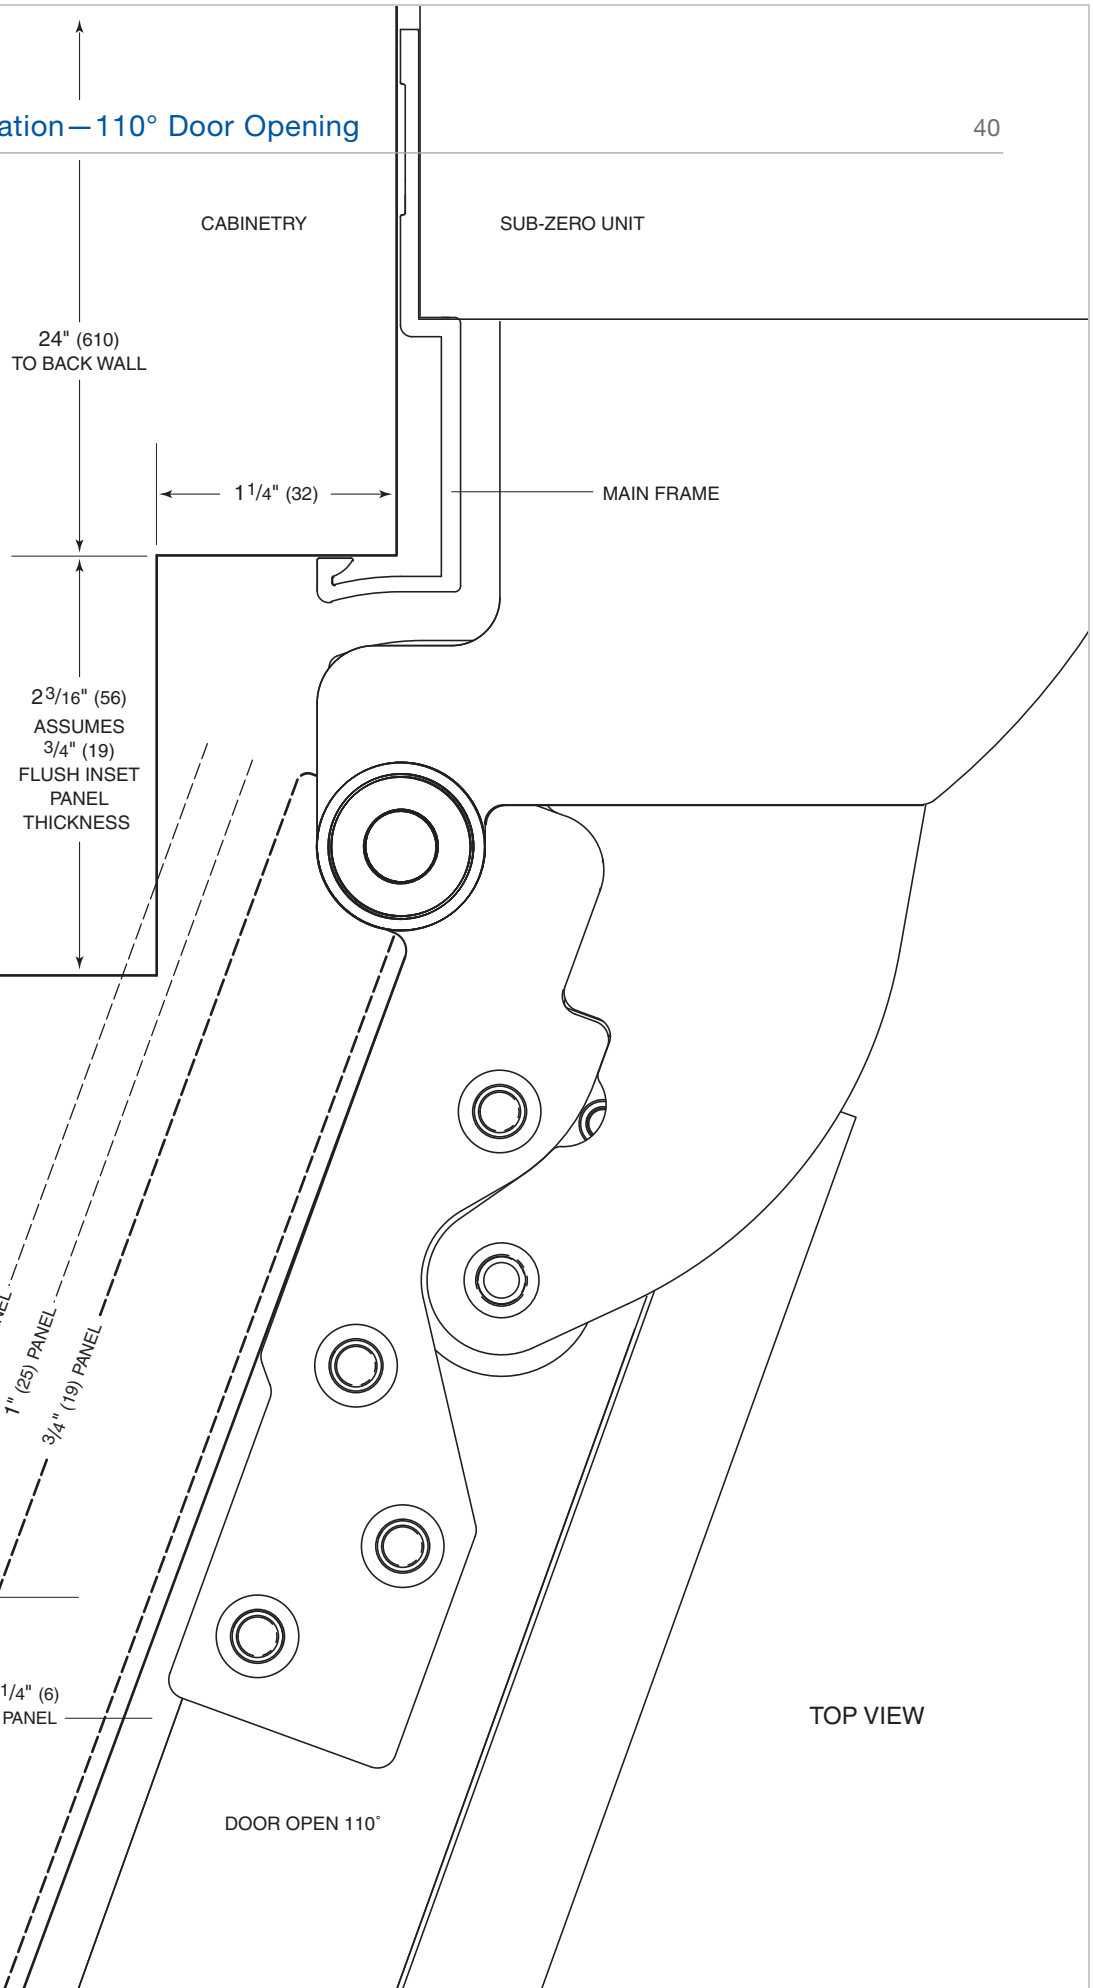 ation—110° Door Opening
40
CABINETRY
SUB-ZERO UNIT
24" (610)
TO BACK WALL
1 1/4" (32)
MAIN FRAME
2 3/16" (56)
ASSUMES
3/4" (19)
FLUSH INSET
PANEL
THICKNESS
NEL
1" (25) PANEL
3/4" (19) PANEL
1/4" (6)
PANEL
TOP VIEW
DOOR OPEN 110°